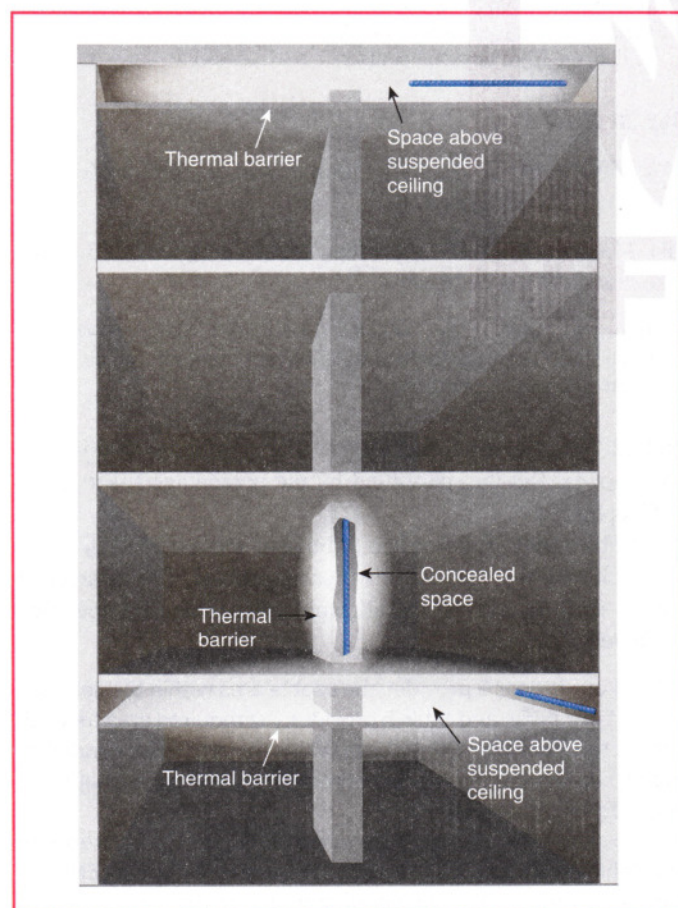 Thermal barrier
Space above
suspended
ceiling
Concealed
space
Thermal
barrier
Space above
suspended
ceiling
Thermal barrier